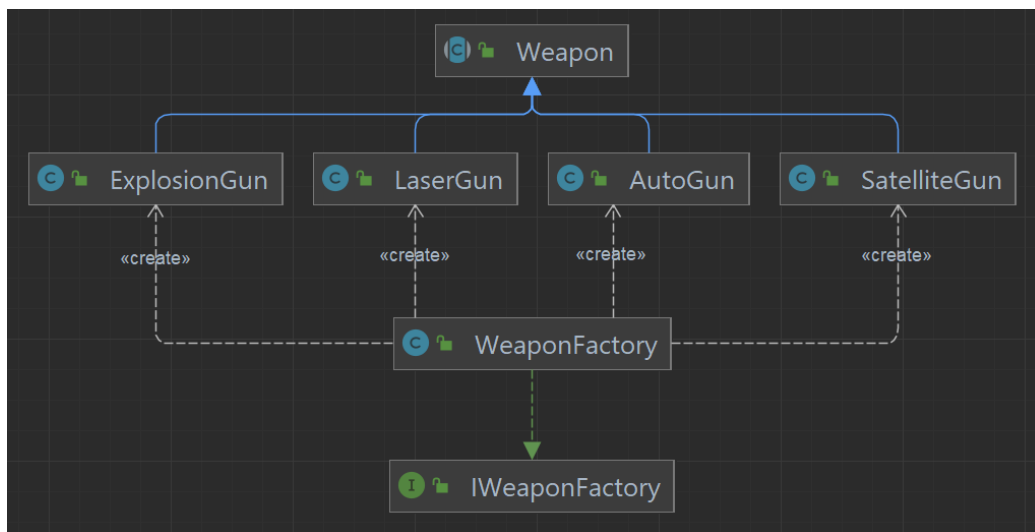 C Weapon
C ExplosionGun
C LaserGun
C AutoGun
C SatelliteGun
«create»
«create»
«create»
«create»
C WeaponFactory
I IWeaponFactory